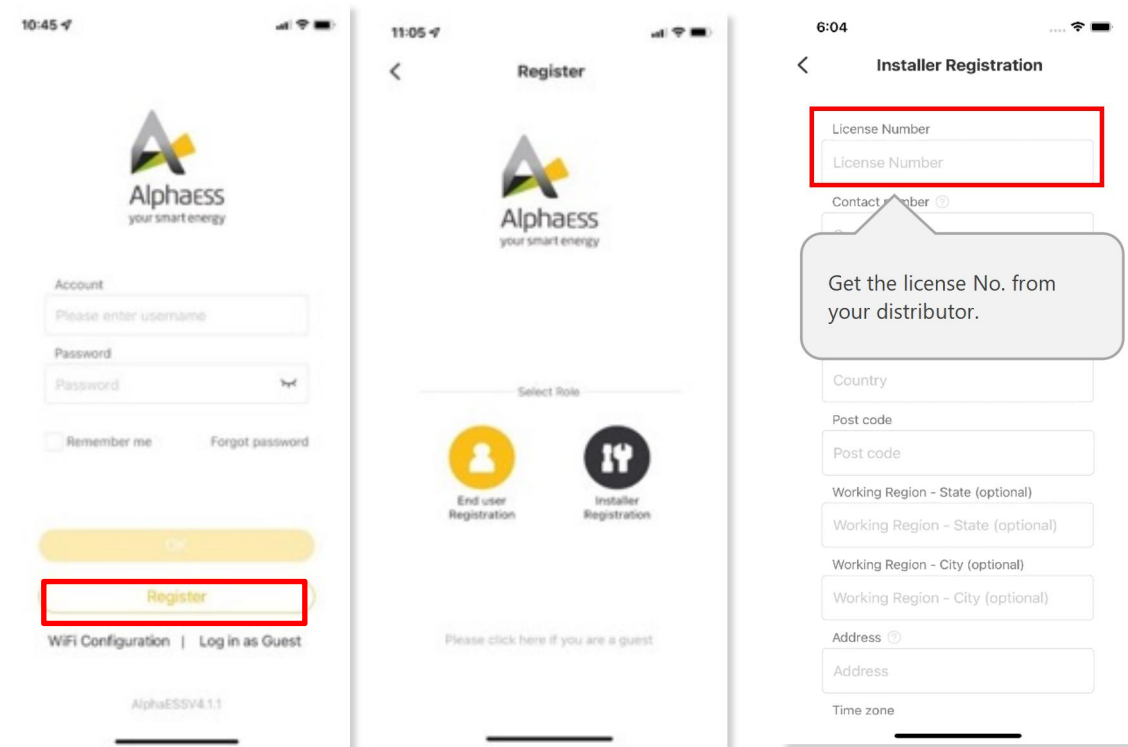 10:45
AlphaESS
your smart energy
Account
Please enter username
Password
Password
Remember me
Forgot password
OK
Register
WiFi Configuration | Log in as Guest
AlphaESSV4.1.1
11:05
Register
AlphaESS
your smart energy
Select Role
End user
Registration
Installer
Registration
Please click here if you are a guest
6:04
Installer Registration
License Number
License Number
Contact number
Get the license No. from
your distributor.
Country
Post code
Post code
Working Region - State (optional)
Working Region - State (optional)
Working Region - City (optional)
Working Region - City (optional)
Address
Address
Time zone